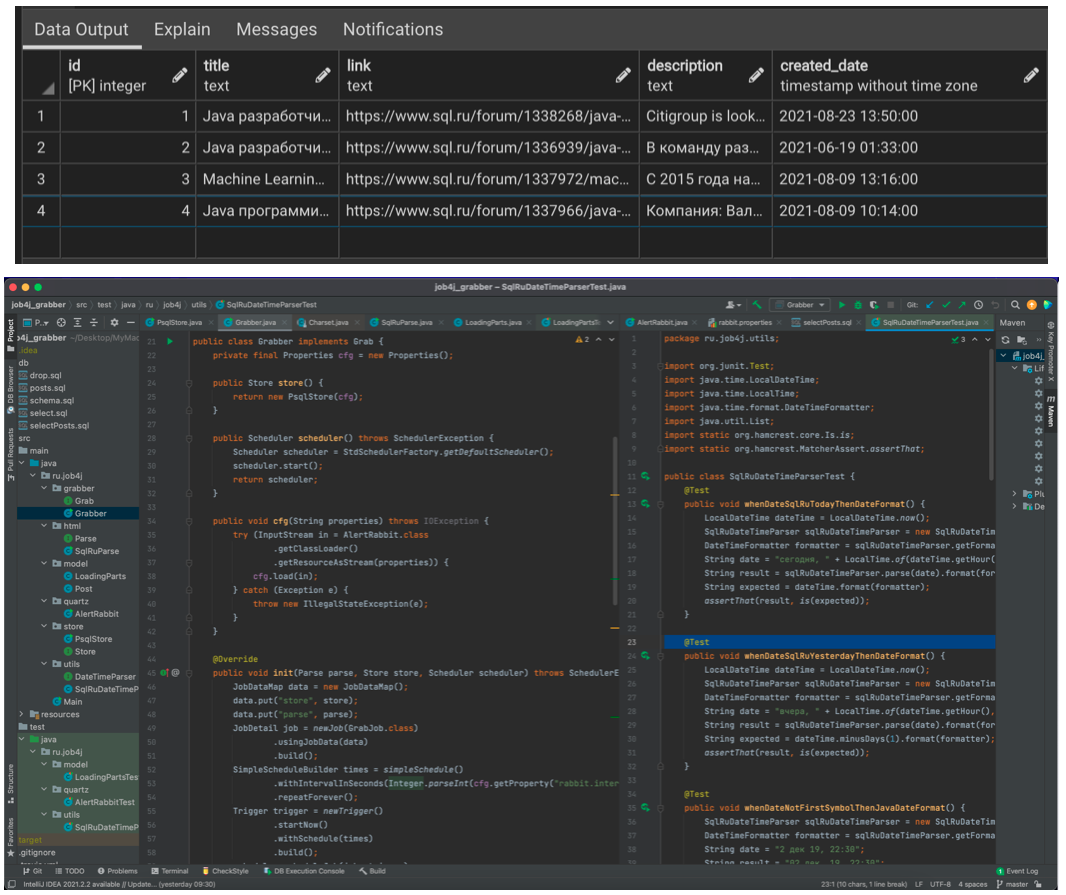 Data Output Explain Messages Notifications
id [PK] integer title text link text description text created_date timestamp without time zone
1 1 Java разработчи... https://www.sql.ru/forum/1338268/java-... Citigroup is look... 2021-08-23 13:50:00
2 2 Java разработчи... https://www.sql.ru/forum/1336939/java-... В команду раз... 2021-06-19 01:33:00
3 3 Machine Learnin... https://www.sql.ru/forum/1337972/mac... С 2015 года на... 2021-08-09 13:16:00
4 4 Java программи... https://www.sql.ru/forum/1337966/java-... Компания: Вал... 2021-08-09 10:14:00
job4j_grabber – SqlRuDateTimeParserTest.java
job4j_grabber src test java ru job4j utils SqlRuDateTimeParserTest Grabber Git:
P.. PsqlStore.java Grabber.java Charset.java SqlRuParse.java LoadingParts.java LoadingPartsTe AlertRabbit.java rabbit.properties selectPosts.sql SqlRuDateTimeParserTest.java Maven
Project
DB Browser
Pull Requests
Structure
Favorites
j4j_grabber ~/Desktop/MyMac
.idea
db
drop.sql
posts.sql
schema.sql
select.sql
selectPosts.sql
src
main
java
ru.job4j
grabber
Grab
Grabber
html
Parse
SqlRuParse
model
LoadingParts
Post
quartz
AlertRabbit
store
PsqlStore
Store
utils
DateTimeParser
SqlRuDateTimeP
Main
resources
test
java
ru.job4j
model
LoadingPartsTes
quartz
AlertRabbitTest
utils
SqlRuDateTimeP
target
.gitignore
21 public class Grabber implements Grab {
22 private final Properties cfg = new Properties();
23
24 public Store store() {
25 return new PsqlStore(cfg);
26 }
27
28 public Scheduler scheduler() throws SchedulerException {
29 Scheduler scheduler = StdSchedulerFactory.getDefaultScheduler();
30 scheduler.start();
31 return scheduler;
32 }
33
34 public void cfg(String properties) throws IOException {
35 try (InputStream in = AlertRabbit.class
36 .getClassLoader()
37 .getResourceAsStream(properties)) {
38 cfg.load(in);
39 } catch (Exception e) {
40 throw new IllegalStateException(e);
41 }
42 }
43
44 @Override
45 public void init(Parse parse, Store store, Scheduler scheduler) throws SchedulerE
46 JobDataMap data = new JobDataMap();
47 data.put("store", store);
48 data.put("parse", parse);
49 JobDetail job = newJob(GrabJob.class)
50 .usingJobData(data)
51 .build();
52 SimpleScheduleBuilder times = simpleSchedule()
53 .withIntervalInSeconds(Integer.parseInt(cfg.getProperty("rabbit.inter
54 .repeatForever();
55 Trigger trigger = newTrigger()
56 .startNow()
57 .withSchedule(times)
58 .build();
2
1 package ru.job4j.utils;
2
3 import org.junit.Test;
4 import java.time.LocalDateTime;
5 import java.time.LocalTime;
6 import java.time.format.DateTimeFormatter;
7 import java.util.List;
8 import static org.hamcrest.core.Is.is;
9 import static org.hamcrest.MatcherAssert.assertThat;
10
11 public class SqlRuDateTimeParserTest {
12 @Test
13 public void whenDateSqlRuTodayThenDateFormat() {
14 LocalDateTime dateTime = LocalDateTime.now();
15 SqlRuDateTimeParser sqlRuDateTimeParser = new SqlRuDateTim
16 DateTimeFormatter formatter = sqlRuDateTimeParser.getForma
17 String date = "сегодня, " + LocalTime.of(dateTime.getHour(
18 String result = sqlRuDateTimeParser.parse(date).format(for
19 String expected = dateTime.format(formatter);
20 assertThat(result, is(expected));
21 }
22
23 @Test
24 public void whenDateSqlRuYesterdayThenDateFormat() {
25 LocalDateTime dateTime = LocalDateTime.now();
26 SqlRuDateTimeParser sqlRuDateTimeParser = new SqlRuDateTim
27 DateTimeFormatter formatter = sqlRuDateTimeParser.getForma
28 String date = "вчера, " + LocalTime.of(dateTime.getHour(),
29 String result = sqlRuDateTimeParser.parse(date).format(for
30 String expected = dateTime.minusDays(1).format(formatter);
31 assertThat(result, is(expected));
32 }
33
34 @Test
35 public void whenDateNotFirstSymbolThenJavaDateFormat() {
36 SqlRuDateTimeParser sqlRuDateTimeParser = new SqlRuDateTim
37 DateTimeFormatter formatter = sqlRuDateTimeParser.getForma
38 String date = "2 дек 19, 22:30";
String result = "02 дек. 19, 22:30";
3
job4j_
Lif
Plu
De
Key Promoter X
Maven
Git TODO Problems Terminal CheckStyle DB Execution Console Build 1 Event Log
IntelliJ IDEA 2021.2.2 available // Update... (yesterday 09:30) 23:1 (10 chars, 1 line break) LF UTF-8 4 spaces master